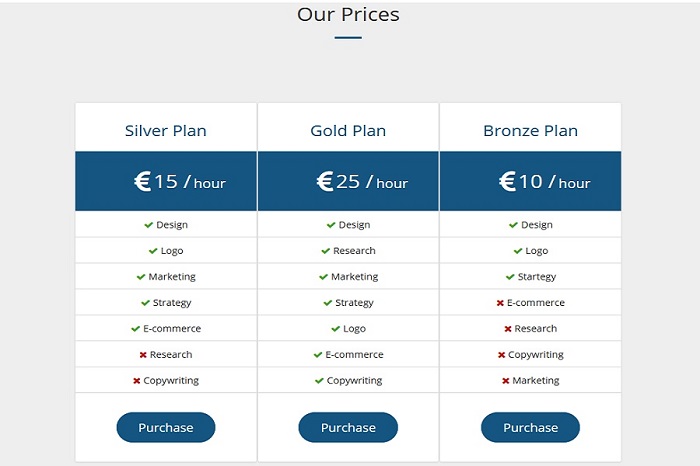 Our Prices
Silver Plan
€15 / hour
Design
Logo
Marketing
Strategy
E-commerce
Research
Copywriting
Purchase
Gold Plan
€25 / hour
Design
Research
Marketing
Strategy
Logo
E-commerce
Copywriting
Purchase
Bronze Plan
€10 / hour
Design
Logo
Startegy
E-commerce
Research
Copywriting
Marketing
Purchase